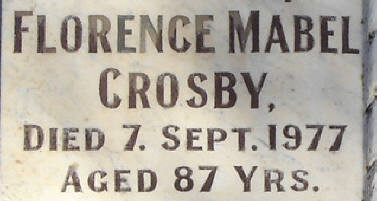 FLORENCE MABEL
CROSBY,
DIED 7. SEPT. 1977
AGED 87 YRS.